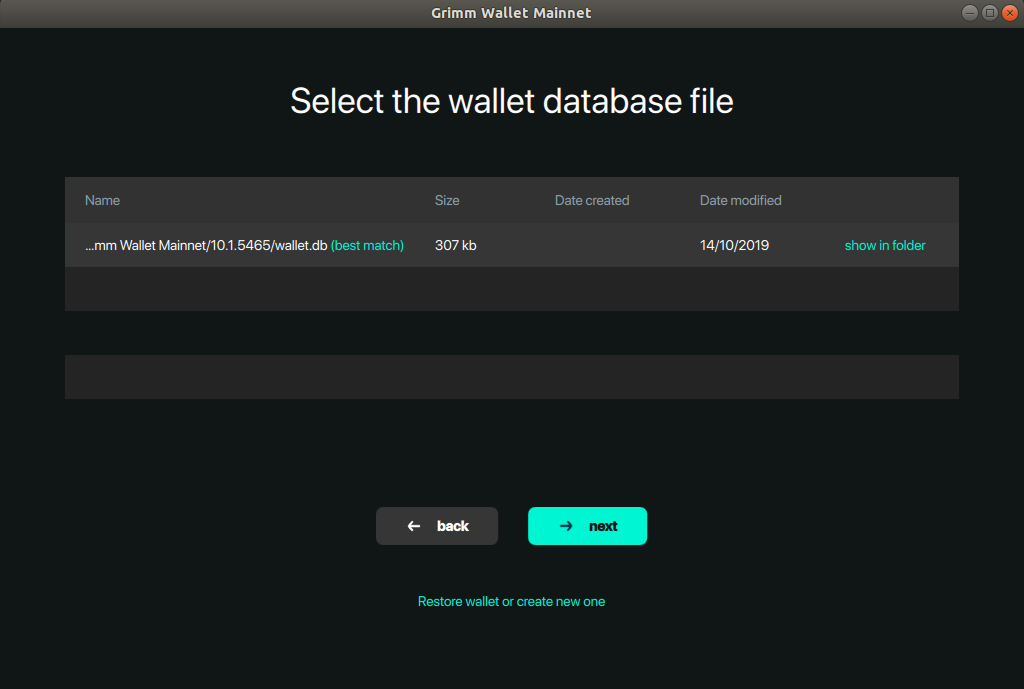 Grimm Wallet Mainnet
Select the wallet database file
Name Size Date created Date modified
...mm Wallet Mainnet/10.1.5465/wallet.db (best match) 307 kb 14/10/2019 show in folder
back next
Restore wallet or create new one